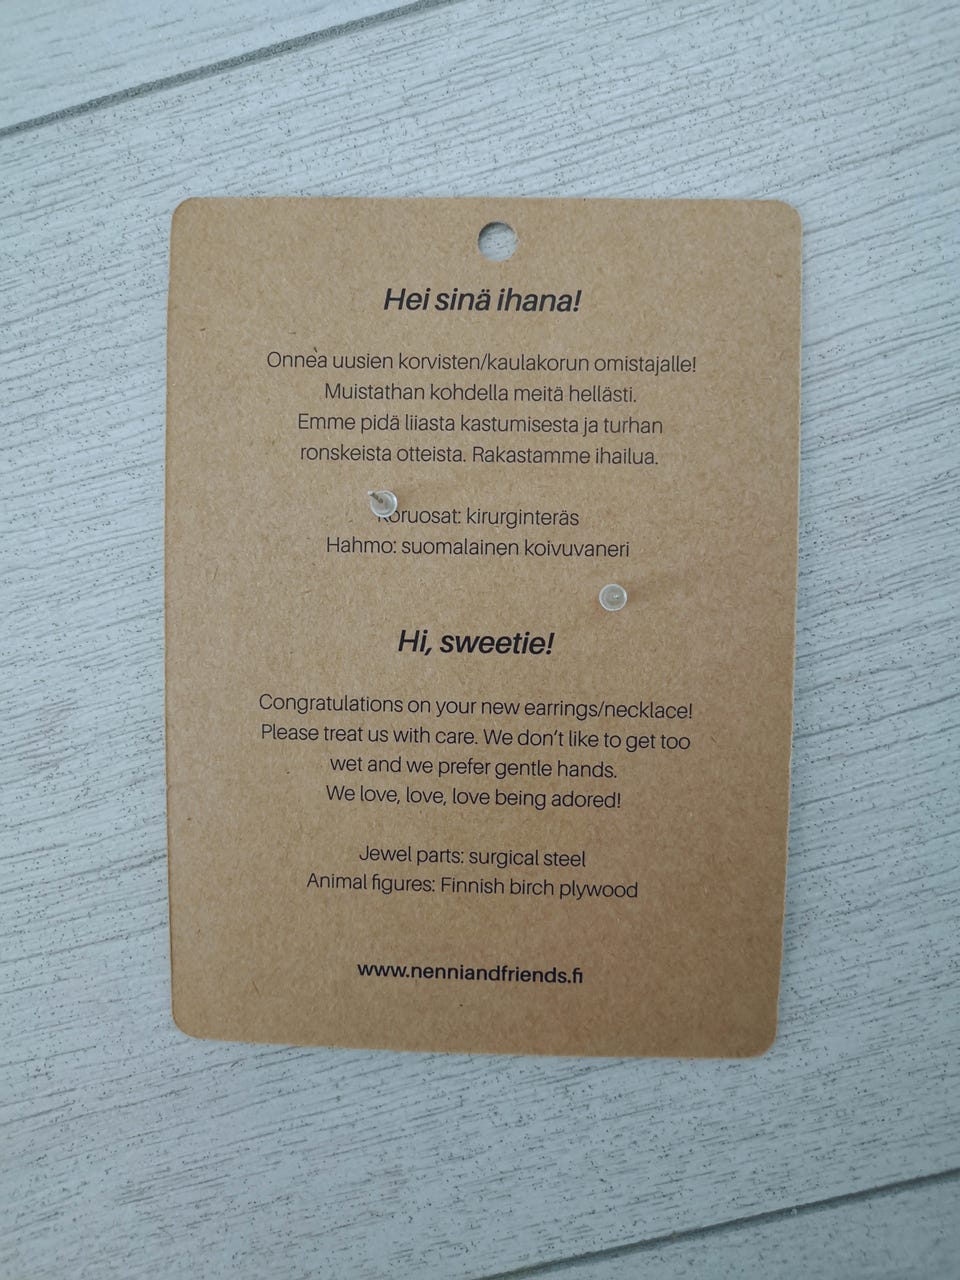 Hei sinä ihana!
Onnea uusien korvisten/kaulakorun omistajalle!
Muistathan kohdella meitä hellästi.
Emme pidä liiasta kastumisesta ja turhan
ronskeista otteista. Rakastamme ihailua.
Koruosat: kirurginteräs
Hahmo: suomalainen koivuvaneri
Hi, sweetie!
Congratulations on your new earrings/necklace!
Please treat us with care. We don't like to get too
wet and we prefer gentle hands.
We love, love, love being adored!
Jewel parts: surgical steel
Animal figures: Finnish birch plywood
www.nenniandfriends.fi